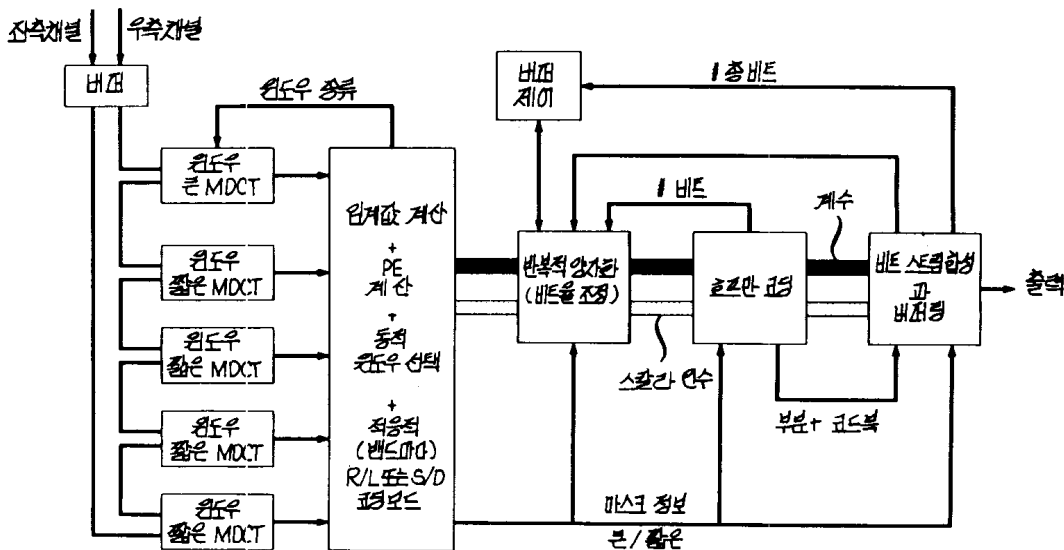 좌측채널 우측채널
버퍼
윈도우 종류
윈도우
큰 MDCT
윈도우
짧은 MDCT
윈도우
짧은 MDCT
윈도우
짧은 MDCT
윈도우
짧은 MDCT
임계값 계산
+
PE
계산
+
동적
윈도우 선택
+
적응적
(밴드마다)
R/L 또는 S/D
코딩모드
버퍼
제어
# 총비트
# 비트
계수
반복적 양자화
(비트율 조정)
호프만 코딩
비트 스트림합성
과
버퍼링
출력
스칼라 인수
부분+ 코드북
마스크 정보
큰/짧은